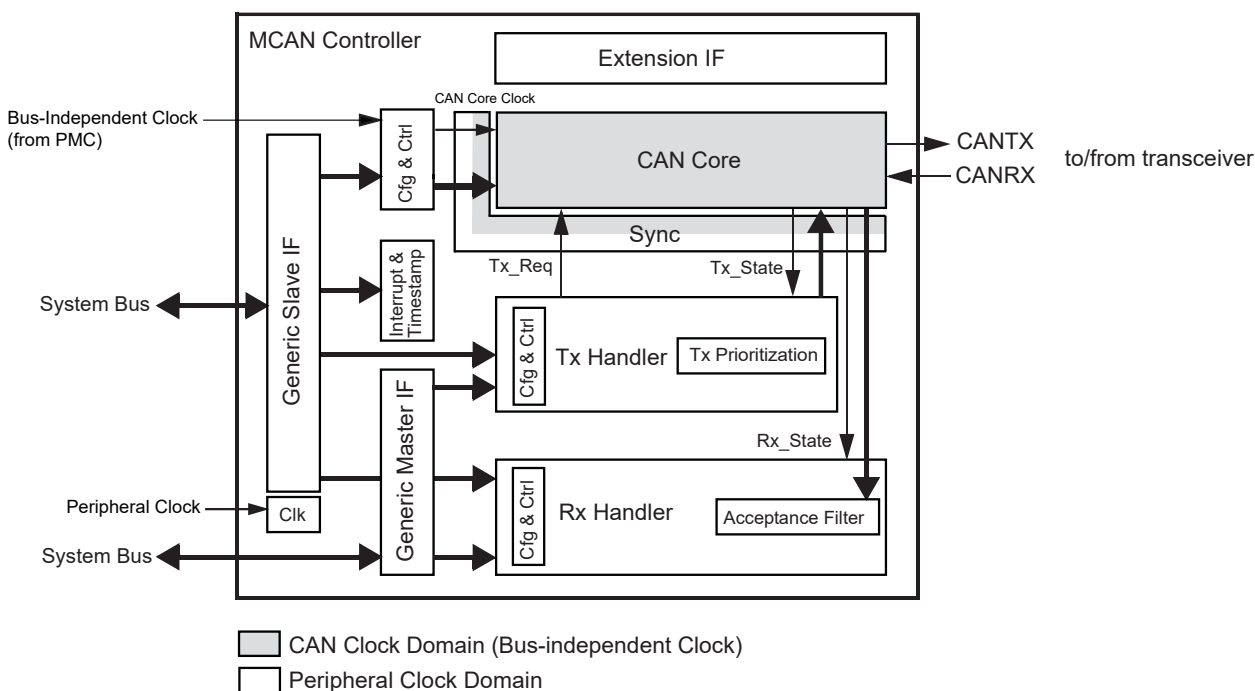 MCAN Controller
Extension IF
CAN Core Clock
Bus-Independent Clock
(from PMC)
Cfg & Ctrl
CAN Core
CANTX
CANRX
to/from transceiver
Sync
Tx_Req
Tx_State
Generic Slave IF
Interrupt &
Timestamp
System Bus
Cfg & Ctrl
Tx Handler
Tx Prioritization
Generic Master IF
Rx_State
Cfg & Ctrl
Rx Handler
Acceptance Filter
Peripheral Clock
Clk
System Bus
CAN Clock Domain (Bus-independent Clock)
Peripheral Clock Domain